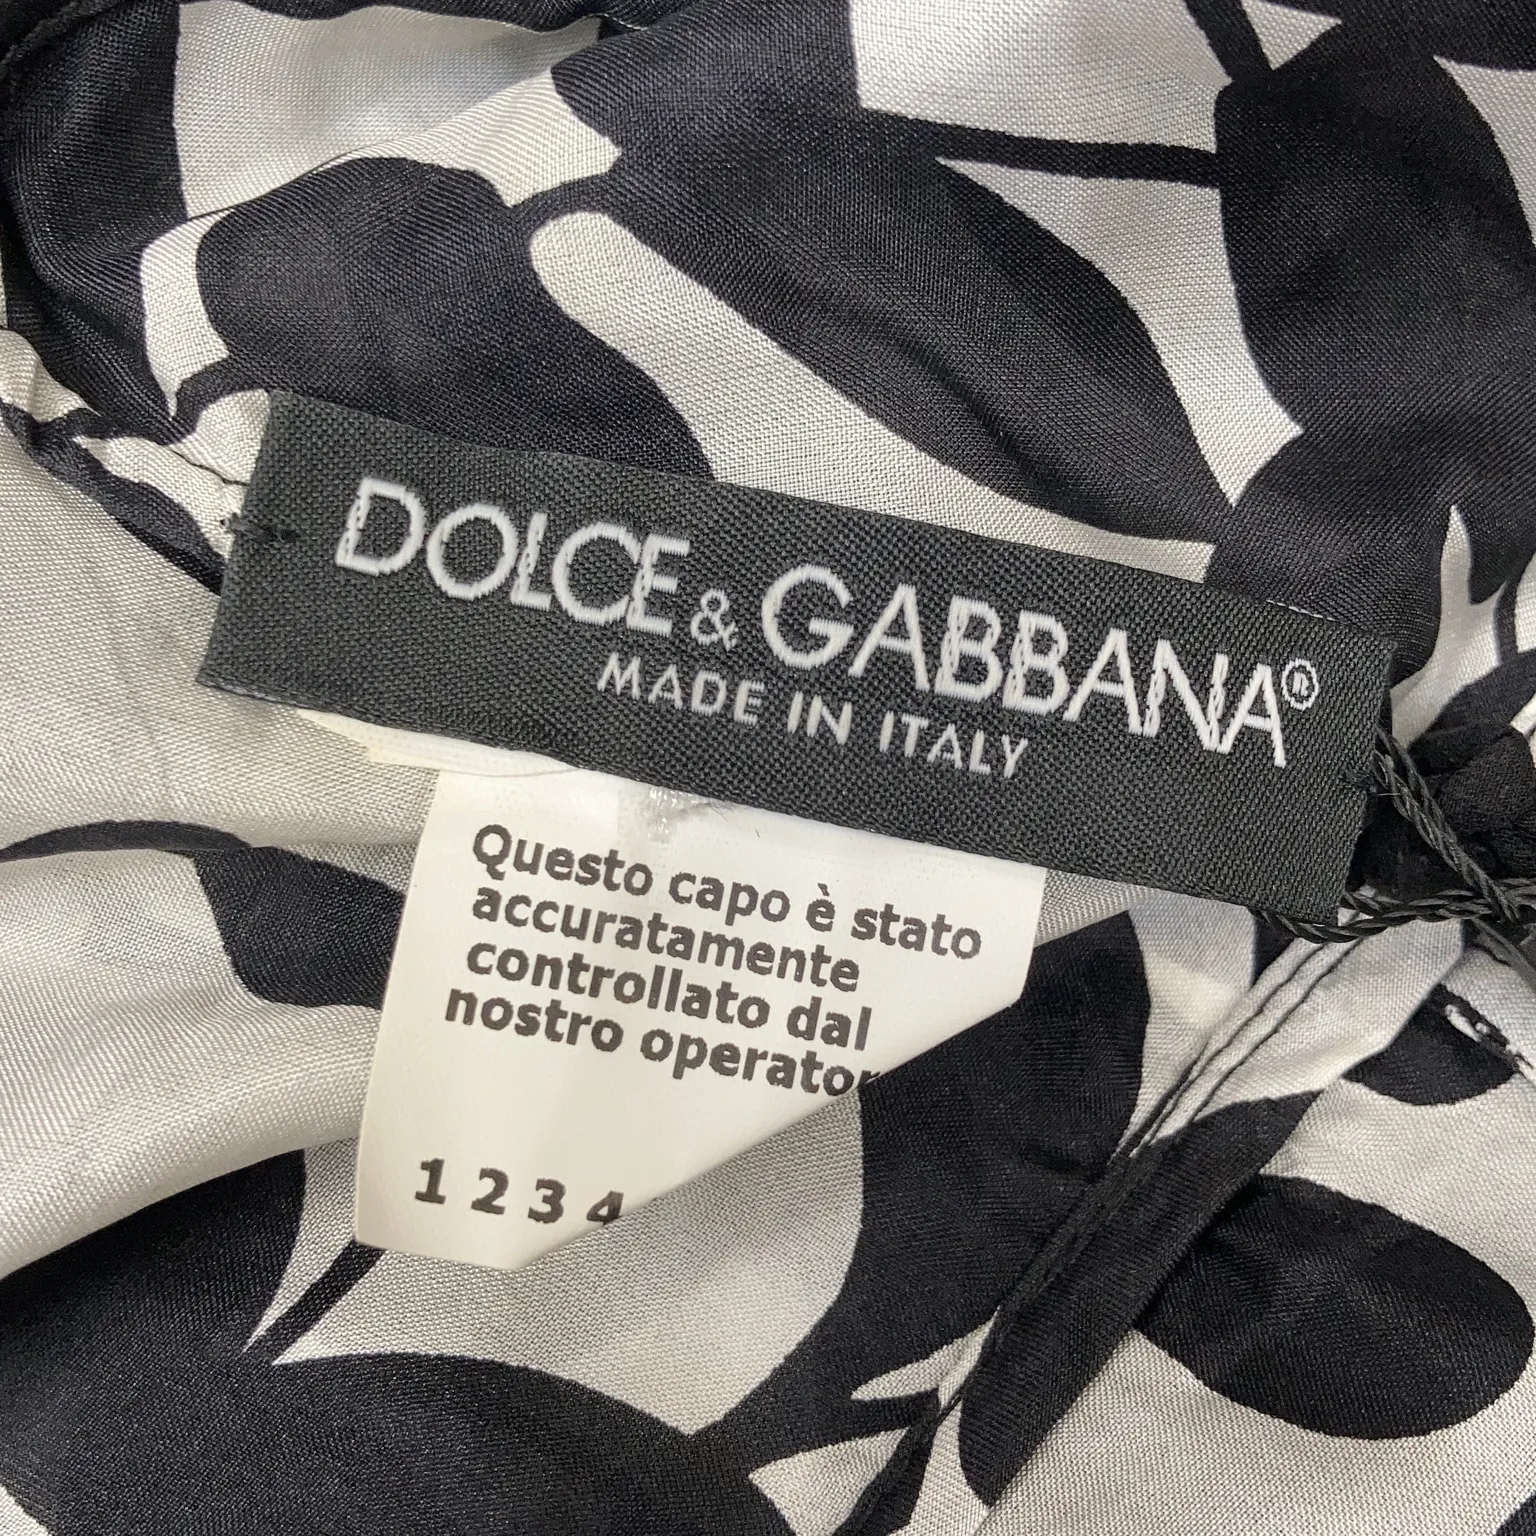 DOLCE & GABBANA®
MADE IN ITALY
Questo capo è stato
accuratamente
controllato dal
nostro operator
1 2 3 4